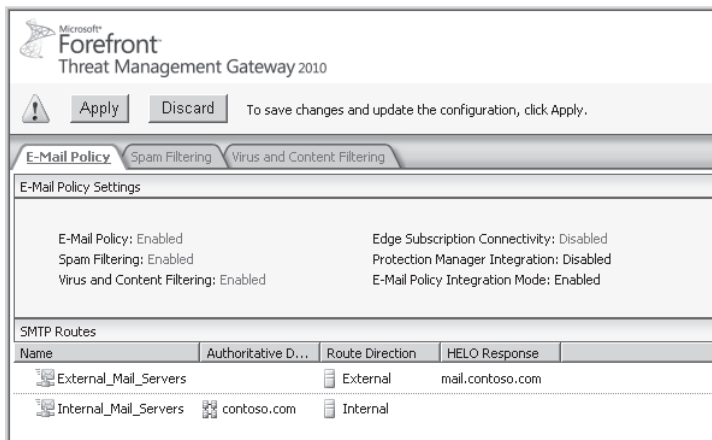 Microsoft®
Forefront™
Threat Management Gateway 2010
Apply Discard To save changes and update the configuration, click Apply.
E-Mail Policy Spam Filtering Virus and Content Filtering
E-Mail Policy Settings
E-Mail Policy: Enabled Edge Subscription Connectivity: Disabled
Spam Filtering: Enabled Protection Manager Integration: Disabled
Virus and Content Filtering: Enabled E-Mail Policy Integration Mode: Enabled
SMTP Routes
Name Authoritative D... Route Direction HELO Response
External_Mail_Servers External mail.contoso.com
Internal_Mail_Servers contoso.com Internal